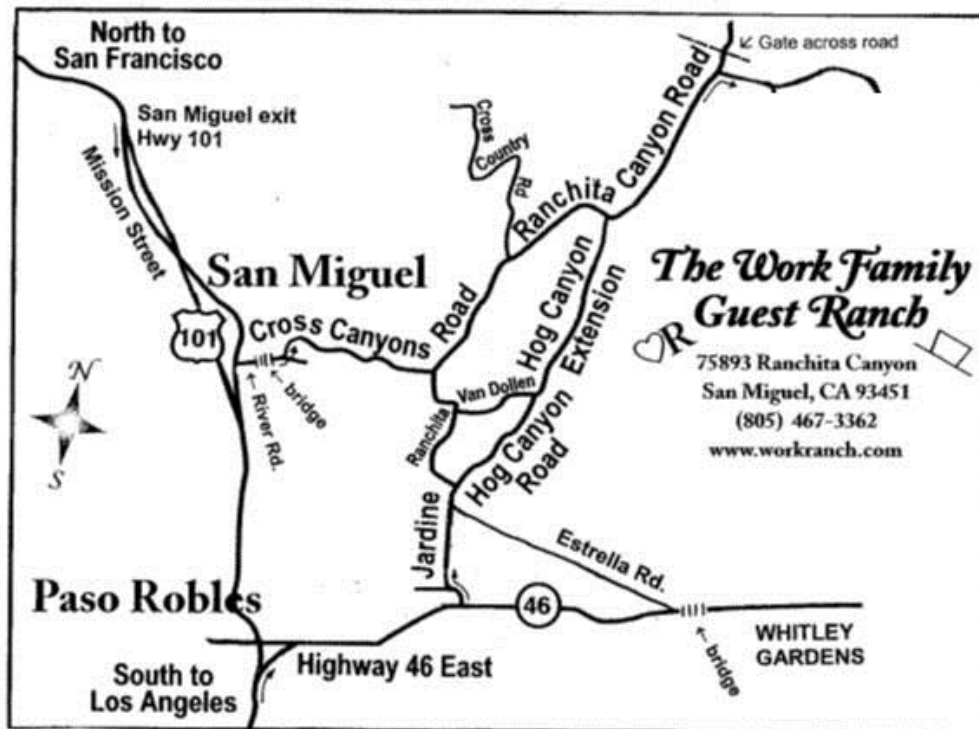 North to
San Francisco
Gate across road
San Miguel exit
Hwy 101
Mission Street
Cross
Country
Rd
Ranchita Canyon Road
San Miguel
101
Cross Canyons
Road
Hog Canyon
Extension
The Work Family
Guest Ranch
R
75893 Ranchita Canyon
San Miguel, CA 93451
(805) 467-3362
www.workranch.com
N
S
River Rd.
bridge
Van Dollen
Ranchita
Hog Canyon
Road
Jardine
Estrella Rd.
Paso Robles
46
bridge
WHITLEY
GARDENS
Highway 46 East
South to
Los Angeles